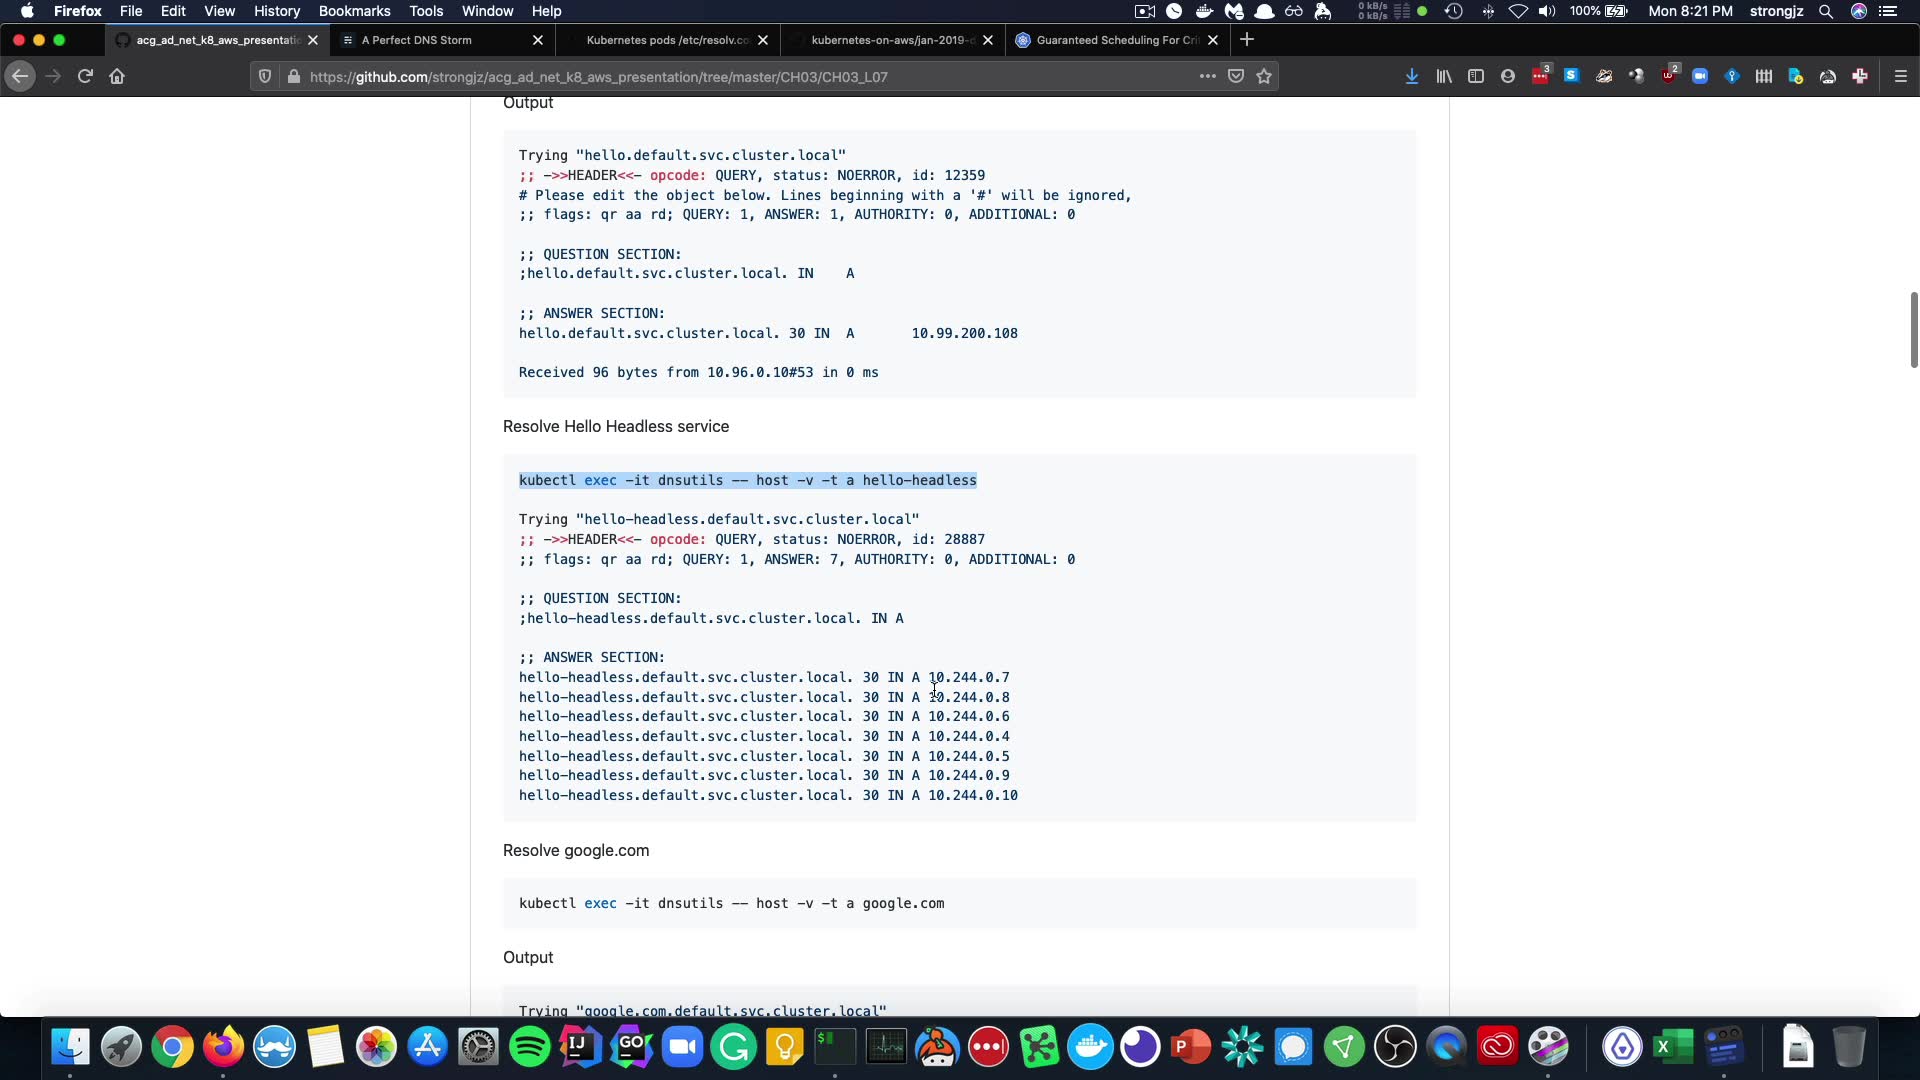 Firefox File Edit View History Bookmarks Tools Window Help
0 kB/s
0 kB/s
100%
Mon 8:21 PM
strongjz
acg_ad_net_k8_aws_presentatio
A Perfect DNS Storm
Kubernetes pods /etc/resolv.co
kubernetes-on-aws/jan-2019-d
Guaranteed Scheduling For Cri
https://github.com/strongjz/acg_ad_net_k8_aws_presentation/tree/master/CH03/CH03_L07
3
2
Output
Trying "hello.default.svc.cluster.local"
;; ->>HEADER<<- opcode: QUERY, status: NOERROR, id: 12359
# Please edit the object below. Lines beginning with a '#' will be ignored,
;; flags: qr aa rd; QUERY: 1, ANSWER: 1, AUTHORITY: 0, ADDITIONAL: 0
;; QUESTION SECTION:
;hello.default.svc.cluster.local. IN    A
;; ANSWER SECTION:
hello.default.svc.cluster.local. 30 IN  A       10.99.200.108
Received 96 bytes from 10.96.0.10#53 in 0 ms
Resolve Hello Headless service
kubectl exec -it dnsutils -- host -v -t a hello-headless
Trying "hello-headless.default.svc.cluster.local"
;; ->>HEADER<<- opcode: QUERY, status: NOERROR, id: 28887
;; flags: qr aa rd; QUERY: 1, ANSWER: 7, AUTHORITY: 0, ADDITIONAL: 0
;; QUESTION SECTION:
;hello-headless.default.svc.cluster.local. IN A
;; ANSWER SECTION:
hello-headless.default.svc.cluster.local. 30 IN A 10.244.0.7
hello-headless.default.svc.cluster.local. 30 IN A 10.244.0.8
hello-headless.default.svc.cluster.local. 30 IN A 10.244.0.6
hello-headless.default.svc.cluster.local. 30 IN A 10.244.0.4
hello-headless.default.svc.cluster.local. 30 IN A 10.244.0.5
hello-headless.default.svc.cluster.local. 30 IN A 10.244.0.9
hello-headless.default.svc.cluster.local. 30 IN A 10.244.0.10
Resolve google.com
kubectl exec -it dnsutils -- host -v -t a google.com
Output
Trying "google.com.default.svc.cluster.local"
IJ
GO
$
P
X